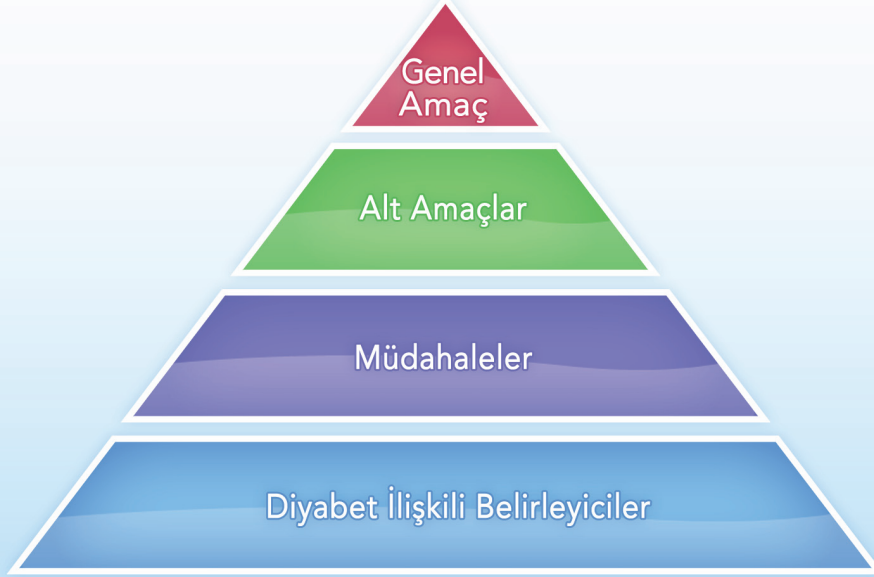 Genel
Amaç
Alt Amaçlar
Müdahaleler
Diyabet İlişkili Belirleyiciler